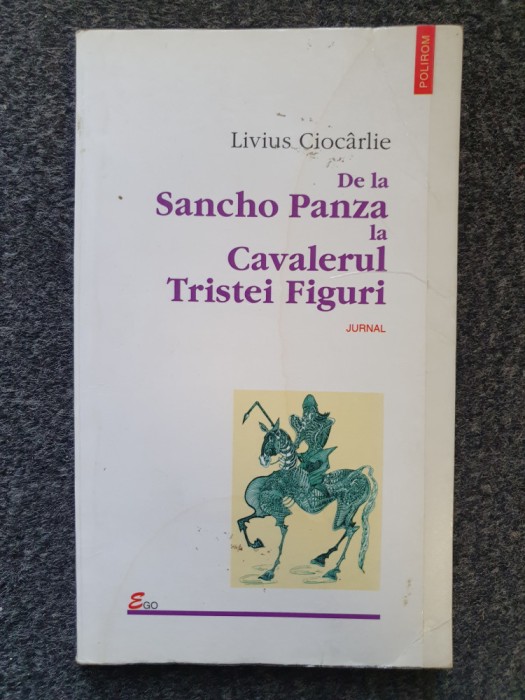 POLIROM
Livius Ciocârlie
De la
Sancho Panza
la
Cavalerul
Tristei Figuri
JURNAL
EGO